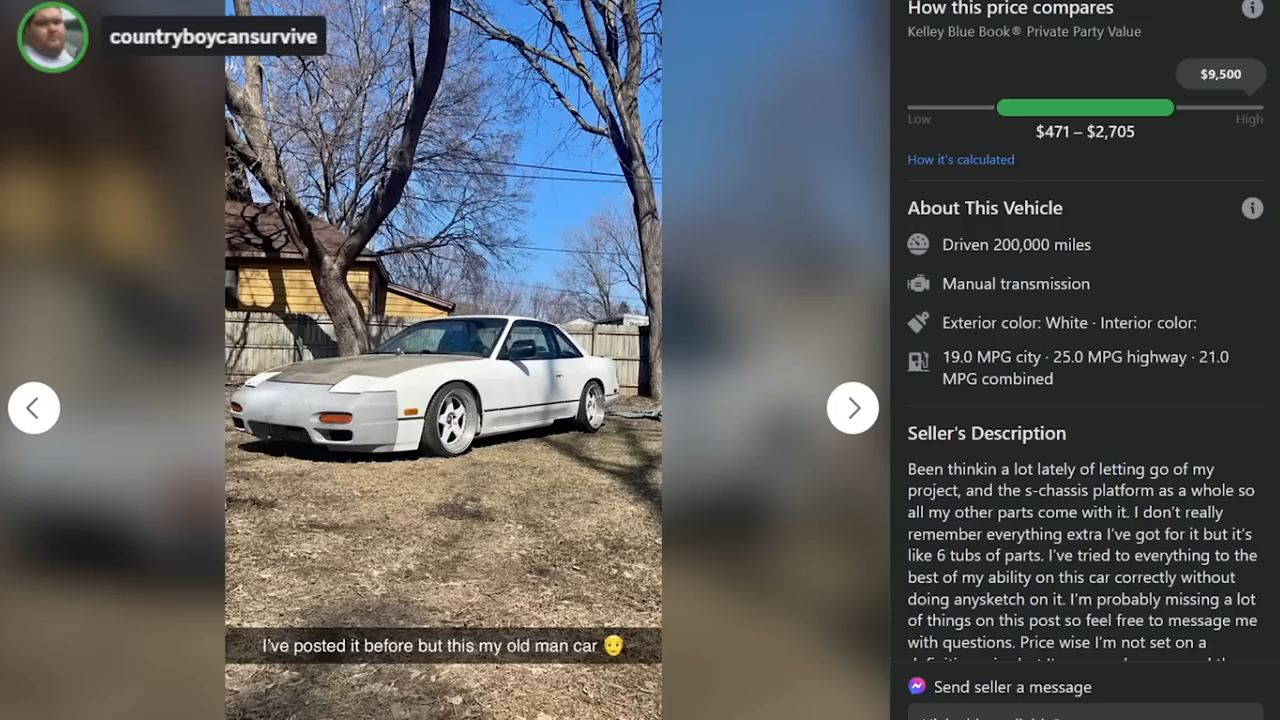 countryboycansurvive
I've posted it before but this my old man car
How this price compares
Kelley Blue Book® Private Party Value
$9,500
Low
High
$471 – $2,705
How it's calculated
About This Vehicle
Driven 200,000 miles
Manual transmission
Exterior color: White · Interior color:
19.0 MPG city · 25.0 MPG highway · 21.0
MPG combined
Seller's Description
Been thinkin a lot lately of letting go of my
project, and the s-chassis platform as a whole so
all my other parts come with it. I don't really
remember everything extra I've got for it but it's
like 6 tubs of parts. I've tried to everything to the
best of my ability on this car correctly without
doing anysketch on it. I'm probably missing a lot
of things on this post so feel free to message me
with questions. Price wise I'm not set on a
Send seller a message